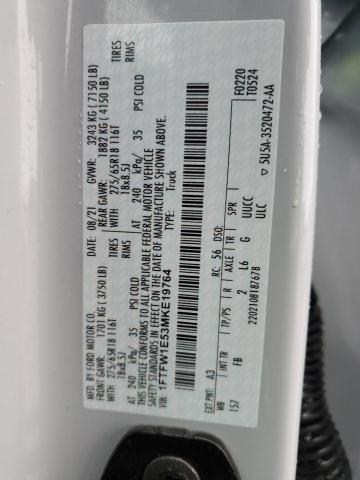 MFD. BY FORD MOTOR CO.
DATE: 08/21 GVWR: 3243 KG ( 7150 LB)
FRONT GAWR: 1701 KG ( 3750 LB) REAR GAWR: 1882 KG ( 4150 LB)
WITH 275/65R18 116T TIRES WITH 275/65R18 116T TIRES
18x8.5J RIMS 18x8.5J RIMS
AT 240 kPa/ 35 PSI COLD AT 240 kPa/ 35 PSI COLD
THIS VEHICLE CONFORMS TO ALL APPLICABLE FEDERAL MOTOR VEHICLE
SAFETY STANDARDS IN EFFECT ON THE DATE OF MANUFACTURE SHOWN ABOVE.
VIN: 1FTFW1E53MKE19764
TYPE: Truck
F0220
T0524
EXT PNT: A3 RC: 56 DSO:
WB INT TR TP/PS R AXLE TR SPR
157 FB 2 L6 G UUCC
ULC
2202108187678
5U5A-3520472-AA